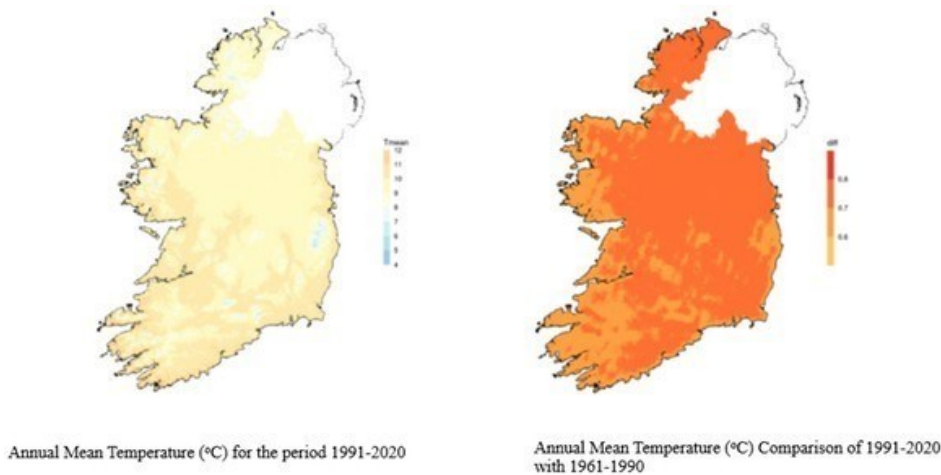 Tmean
12
11
10
9
8
7
6
5
4
diff
0.8
0.7
0.6
Annual Mean Temperature (°C) for the period 1991-2020
Annual Mean Temperature (°C) Comparison of 1991-2020
with 1961-1990